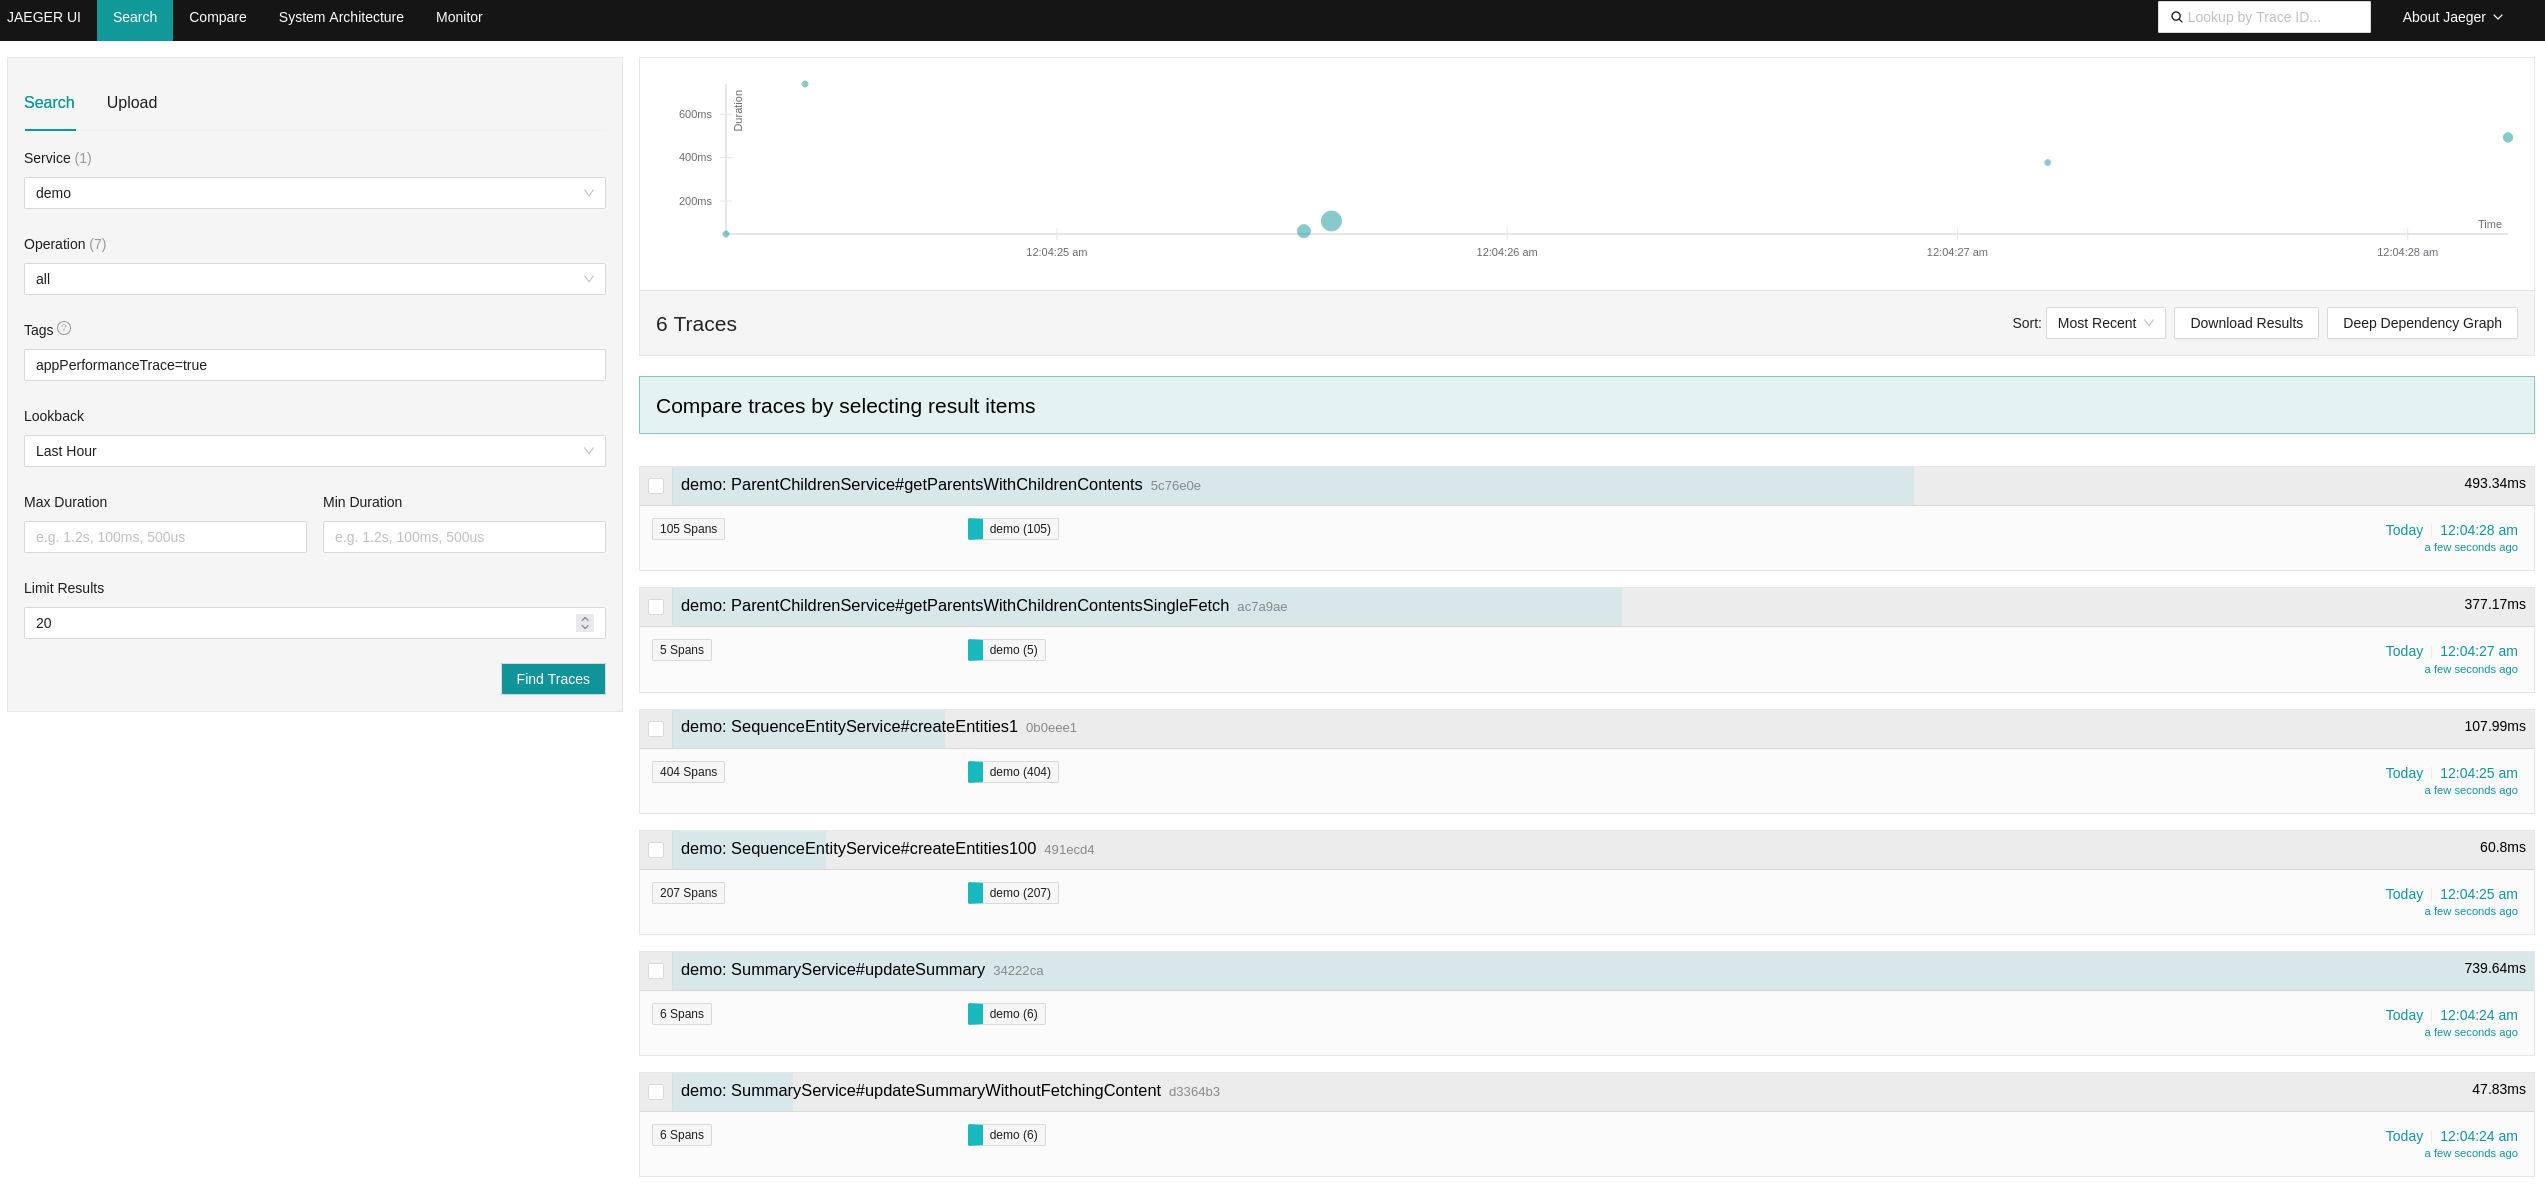 JAEGER UI Search Compare System Architecture Monitor Lookup by Trace ID... About Jaeger
Search Upload
Service (1)
demo
Operation (7)
all
Tags
appPerformanceTrace=true
Lookback
Last Hour
Max Duration Min Duration
e.g. 1.2s, 100ms, 500us e.g. 1.2s, 100ms, 500us
Limit Results
20
Find Traces
Duration
600ms
400ms
200ms
Time
12:04:25 am 12:04:26 am 12:04:27 am 12:04:28 am
6 Traces Sort: Most Recent Download Results Deep Dependency Graph
Compare traces by selecting result items
demo: ParentChildrenService#getParentsWithChildrenContents 5c76e0e 493.34ms
105 Spans demo (105) Today 12:04:28 am
a few seconds ago
demo: ParentChildrenService#getParentsWithChildrenContentsSingleFetch ac7a9ae 377.17ms
5 Spans demo (5) Today 12:04:27 am
a few seconds ago
demo: SequenceEntityService#createEntities1 0b0eee1 107.99ms
404 Spans demo (404) Today 12:04:25 am
a few seconds ago
demo: SequenceEntityService#createEntities100 491ecd4 60.8ms
207 Spans demo (207) Today 12:04:25 am
a few seconds ago
demo: SummaryService#updateSummary 34222ca 739.64ms
6 Spans demo (6) Today 12:04:24 am
a few seconds ago
demo: SummaryService#updateSummaryWithoutFetchingContent d3364b3 47.83ms
6 Spans demo (6) Today 12:04:24 am
a few seconds ago